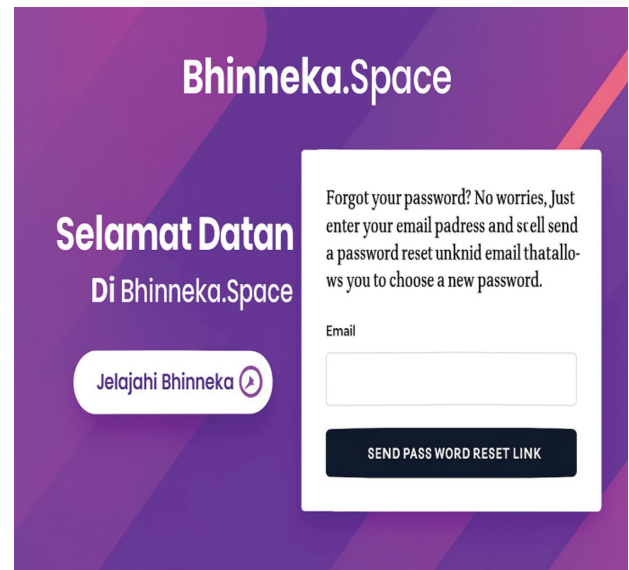 Bhinneka.Space
Selamat Datan
Di Bhinneka.Space
Jelajahi Bhinneka
Forgot your password? No worries, Just
enter your email padress and scell send
a password reset unknid email thatallo-
ws you to choose a new password.
Email
SEND PASS WORD RESET LINK